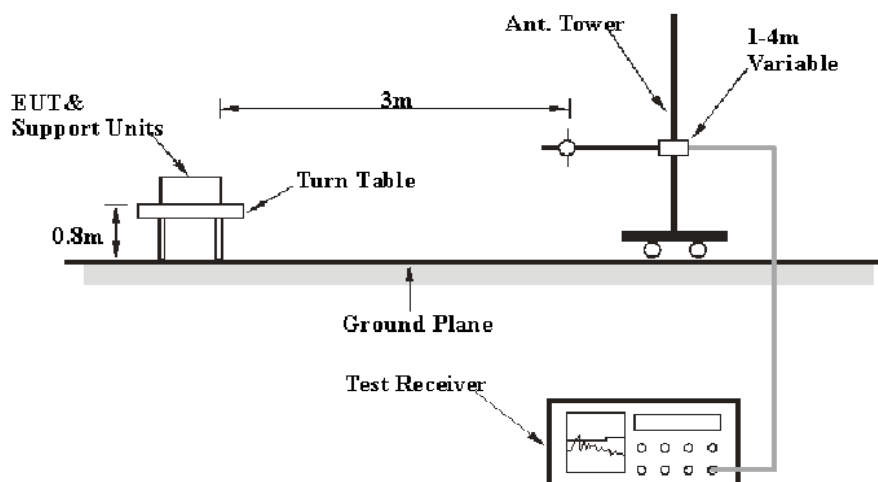 Ant. Tower
1-4m
Variable
3m
EUT&
Support Units
Turn Table
0.8m
Ground Plane
Test Receiver